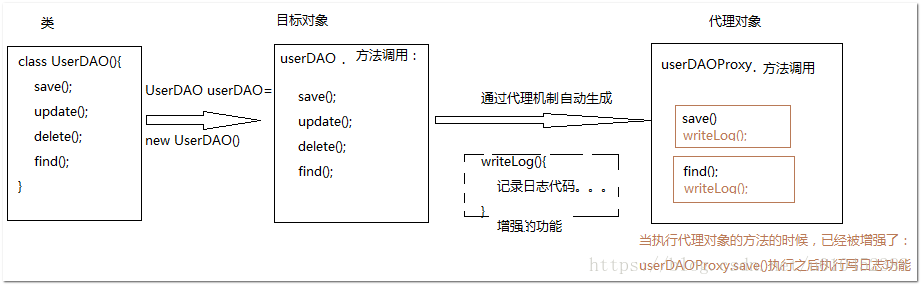 类
class UserDAO(){
save();
update();
delete();
find();
}
UserDAO userDAO=
new UserDAO()
目标对象
userDAO . 方法调用：
save();
update();
delete();
find();
通过代理机制自动生成
writeLog(){
记录日志代码。。。
}
增强的功能
代理对象
userDAOProxy. 方法调用
save()
writeLog();
find();
writeLog();
当执行代理对象的方法的时候，已经被增强了：
userDAOProxy.save()执行之后执行写日志功能